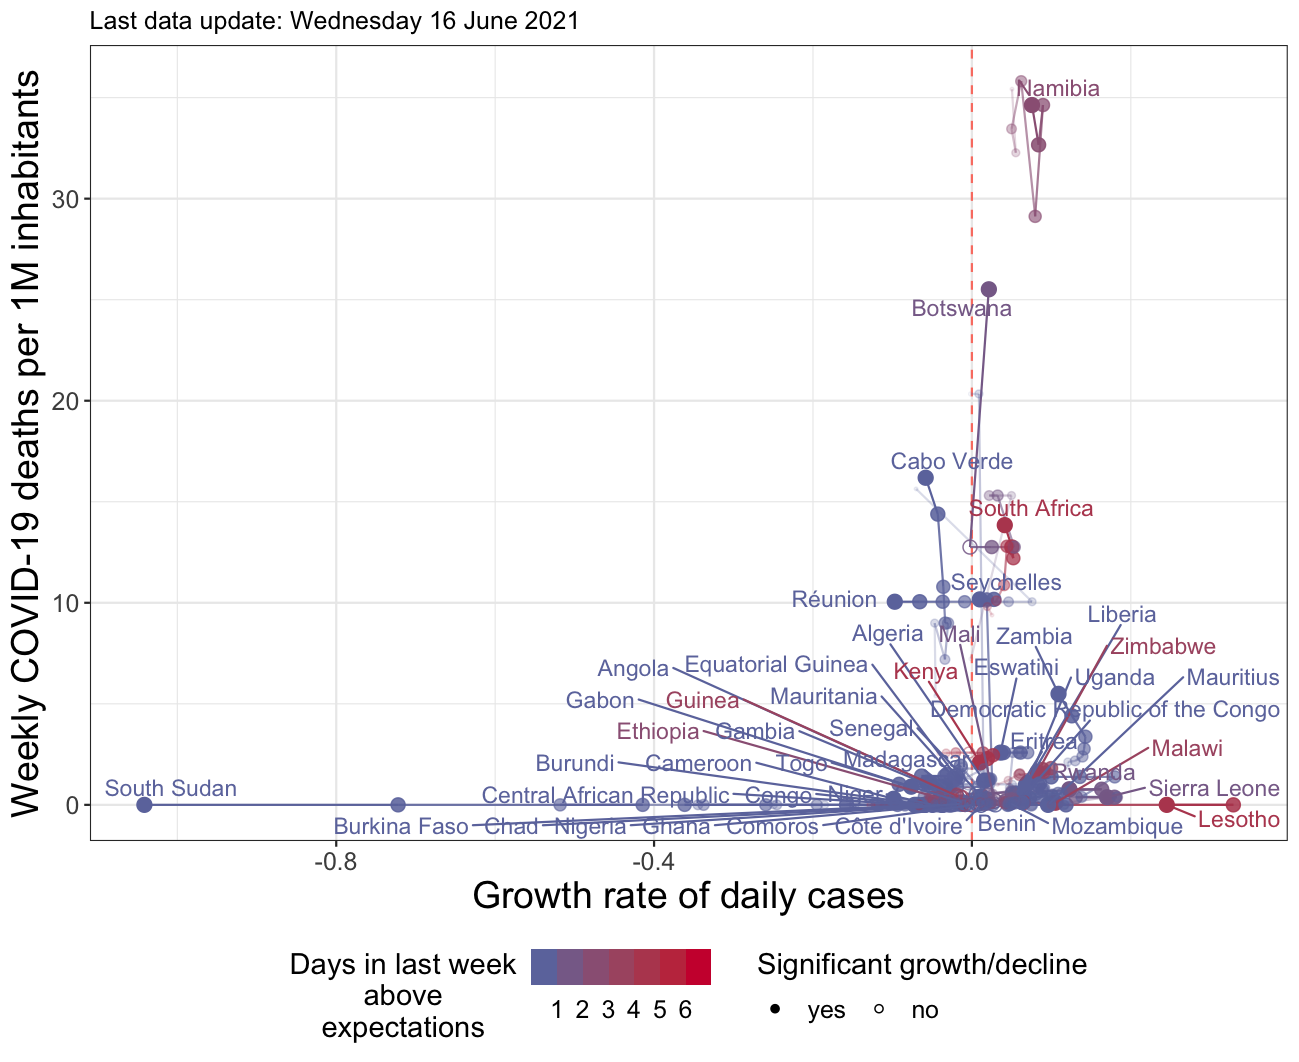 Last data update: Wednesday 16 June 2021
Weekly COVID-19 deaths per 1M inhabitants
30
20
10
0
Namibia
Botswana
Cabo Verde
South Africa
Seychelles
Réunion
Liberia
Algeria
Mali
Zambia
Zimbabwe
Angola
Equatorial Guinea
Kenya
Eswatini
Uganda
Mauritius
Gabon
Guinea
Mauritania
Democratic Republic of the Congo
Ethiopia
Gambia
Senegal
Eritrea
Malawi
Burundi
Cameroon
Togo
Madagascar
Rwanda
South Sudan
Central African Republic
Congo
Niger
Sierra Leone
Burkina Faso
Chad
Nigeria
Ghana
Comoros
Côte d'Ivoire
Benin
Mozambique
Lesotho
-0.8
-0.4
0.0
Growth rate of daily cases
Days in last week
above
expectations
1 2 3 4 5 6
Significant growth/decline
yes
no